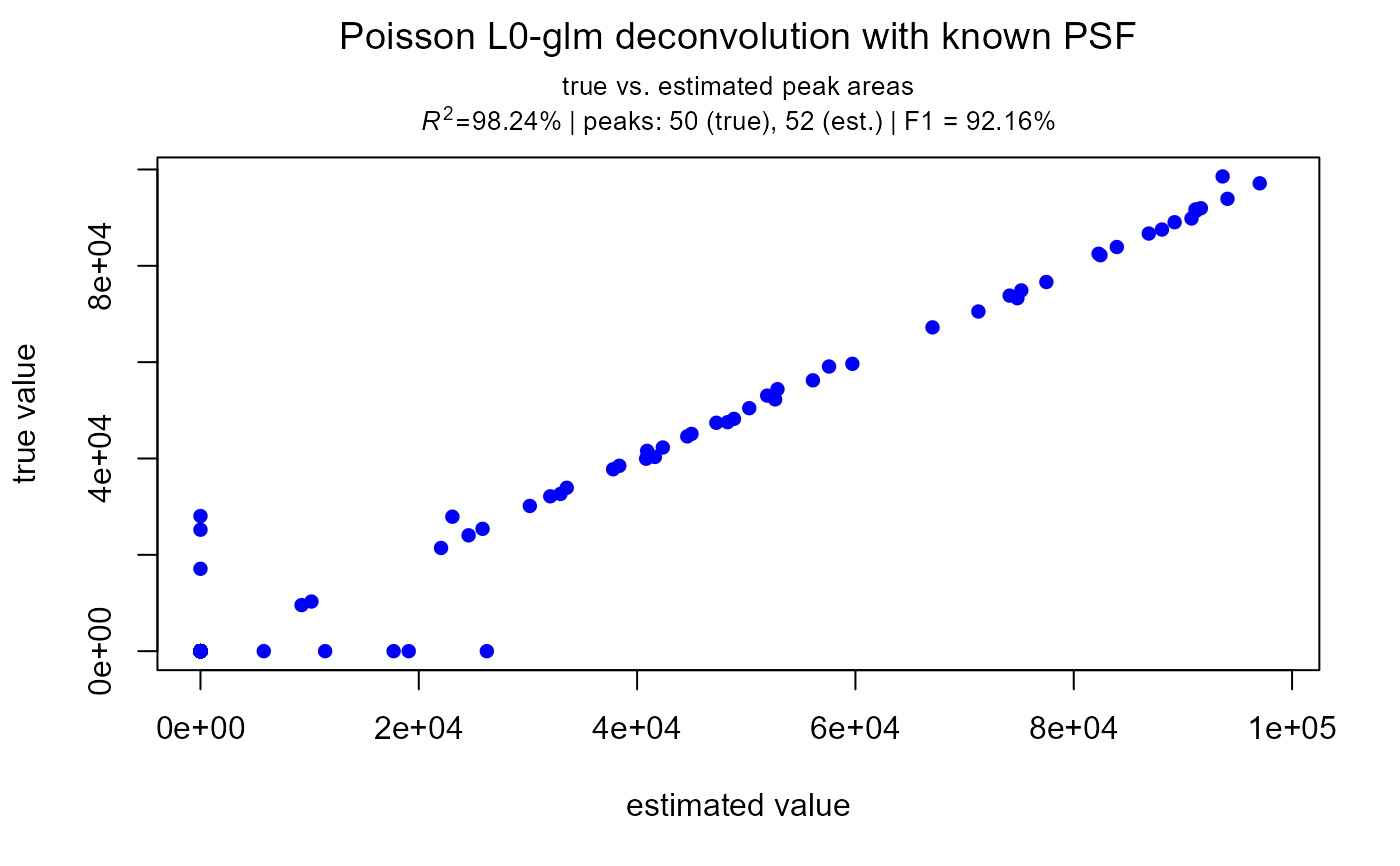 Poisson L0-glm deconvolution with known PSF
true vs. estimated peak areas
R²=98.24% | peaks: 50 (true), 52 (est.) | F1 = 92.16%
true value
8e+04
4e+04
0e+00
0e+00 2e+04 4e+04 6e+04 8e+04 1e+05
estimated value